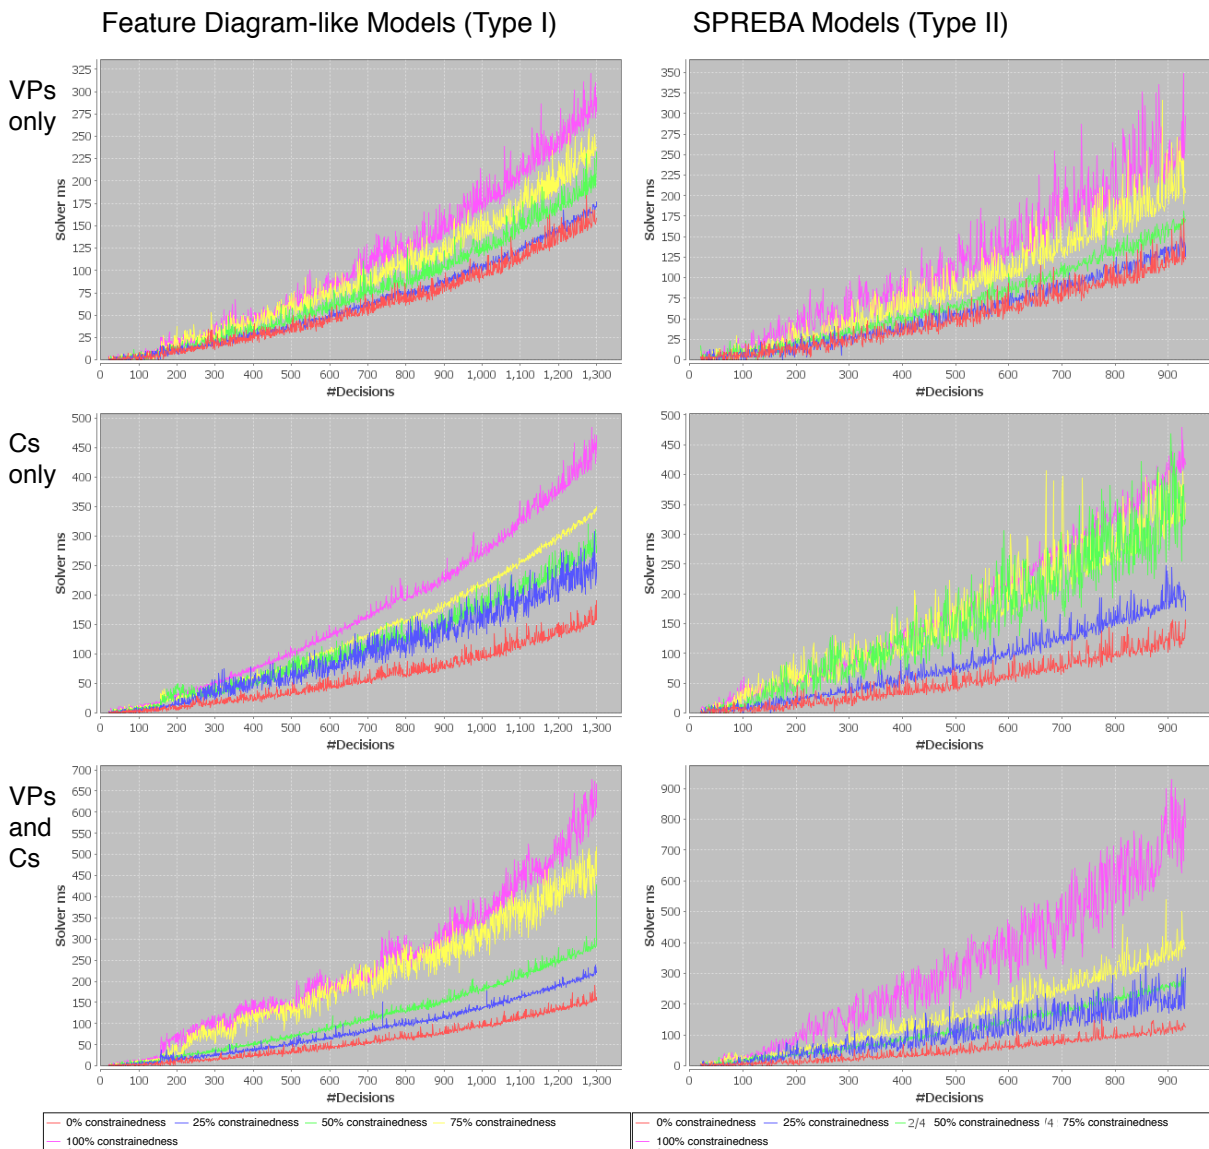 Feature Diagram-like Models (Type I)
SPREBA Models (Type II)
VPs
only
325
300
275
250
225
200
175
150
125
100
75
50
25
0
Solver ms
0 100 200 300 400 500 600 700 800 900 1,000 1,100 1,200 1,300
#Decisions
350
325
300
275
250
225
200
175
150
125
100
75
50
25
0
Solver ms
0 100 200 300 400 500 600 700 800 900
#Decisions
Cs
only
500
450
400
350
300
250
200
150
100
50
0
Solver ms
0 100 200 300 400 500 600 700 800 900 1,000 1,100 1,200 1,300
#Decisions
500
450
400
350
300
250
200
150
100
50
0
Solver ms
0 100 200 300 400 500 600 700 800 900
#Decisions
VPs
and
Cs
700
650
600
550
500
450
400
350
300
250
200
150
100
50
0
Solver ms
0 100 200 300 400 500 600 700 800 900 1,000 1,100 1,200 1,300
#Decisions
900
800
700
600
500
400
300
200
100
0
Solver ms
0 100 200 300 400 500 600 700 800 900
#Decisions
0% constrainedness 25% constrainedness 50% constrainedness 75% constrainedness
100% constrainedness
0% constrainedness 25% constrainedness 2/4 50% constrainedness /4 75% constrainedness
100% constrainedness